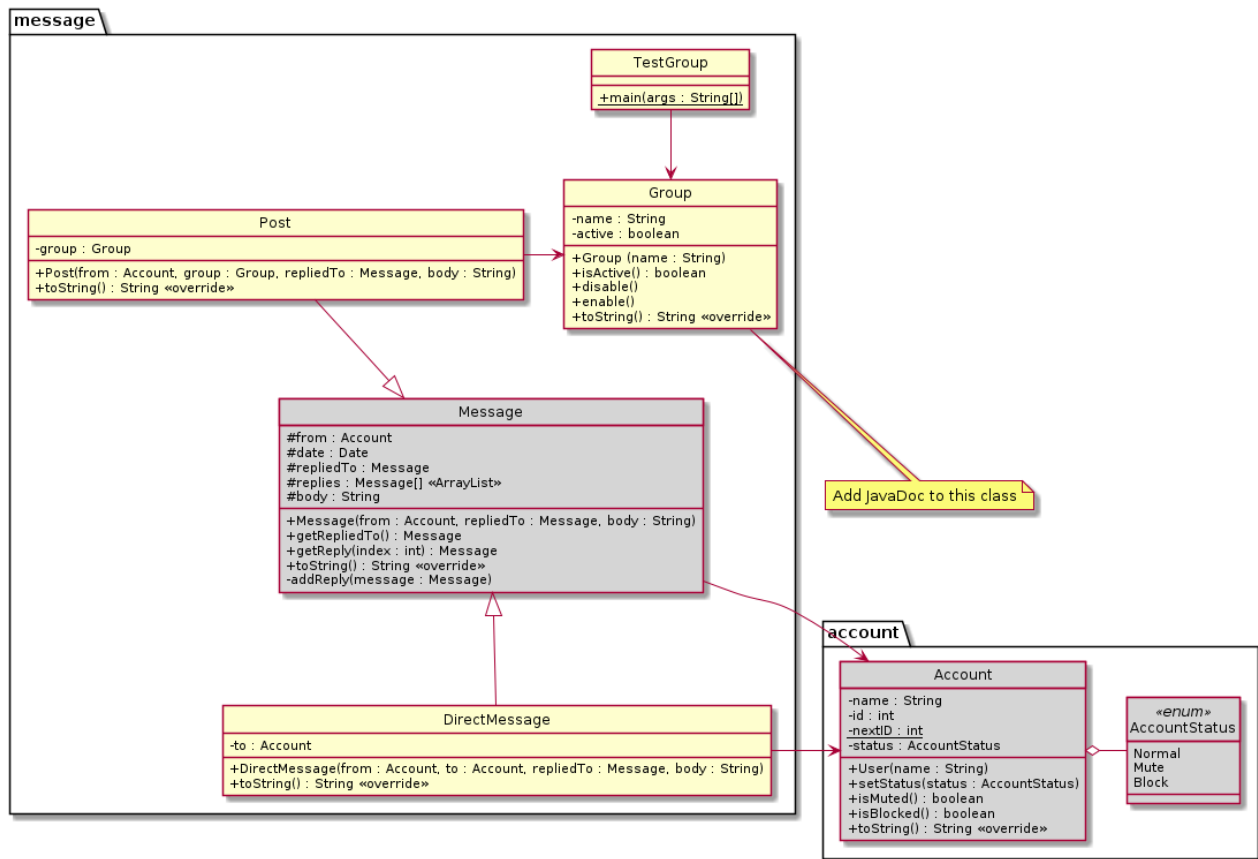 message
TestGroup
+main(args : String[])
Group
-name : String
-active : boolean
+Group (name : String)
+isActive() : boolean
+disable()
+enable()
+toString() : String «override»
Post
-group : Group
+Post(from : Account, group : Group, repliedTo : Message, body : String)
+toString() : String «override»
Message
#from : Account
#date : Date
#repliedTo : Message
#replies : Message[] «ArrayList»
#body : String
+Message(from : Account, repliedTo : Message, body : String)
+getRepliedTo() : Message
+getReply(index : int) : Message
+toString() : String «override»
-addReply(message : Message)
Add JavaDoc to this class
DirectMessage
-to : Account
+DirectMessage(from : Account, to : Account, repliedTo : Message, body : String)
+toString() : String «override»
account
Account
-name : String
-id : int
-nextID : int
-status : AccountStatus
+User(name : String)
+setStatus(status : AccountStatus)
+isMuted() : boolean
+isBlocked() : boolean
+toString() : String «override»
«enum»
AccountStatus
Normal
Mute
Block